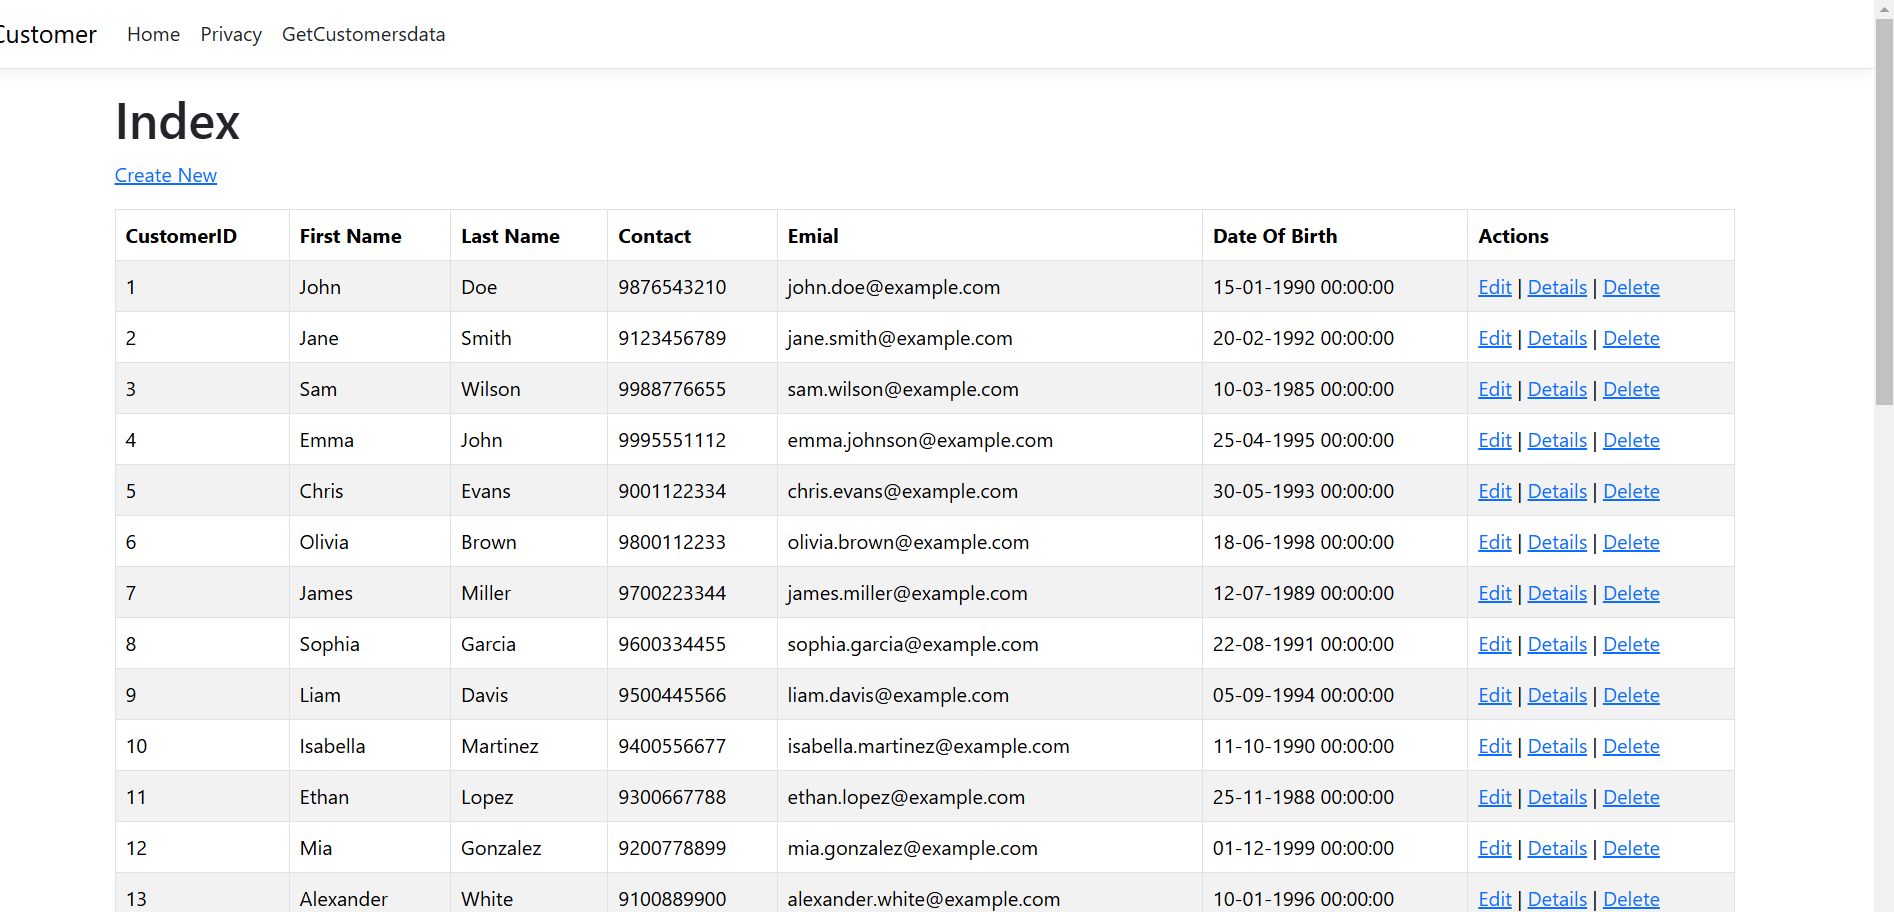 Customer Home Privacy GetCustomersdata
Index
Create New
CustomerID First Name Last Name Contact Emial Date Of Birth Actions
1 John Doe 9876543210 john.doe@example.com 15-01-1990 00:00:00 Edit | Details | Delete
2 Jane Smith 9123456789 jane.smith@example.com 20-02-1992 00:00:00 Edit | Details | Delete
3 Sam Wilson 9988776655 sam.wilson@example.com 10-03-1985 00:00:00 Edit | Details | Delete
4 Emma John 9995551112 emma.johnson@example.com 25-04-1995 00:00:00 Edit | Details | Delete
5 Chris Evans 9001122334 chris.evans@example.com 30-05-1993 00:00:00 Edit | Details | Delete
6 Olivia Brown 9800112233 olivia.brown@example.com 18-06-1998 00:00:00 Edit | Details | Delete
7 James Miller 9700223344 james.miller@example.com 12-07-1989 00:00:00 Edit | Details | Delete
8 Sophia Garcia 9600334455 sophia.garcia@example.com 22-08-1991 00:00:00 Edit | Details | Delete
9 Liam Davis 9500445566 liam.davis@example.com 05-09-1994 00:00:00 Edit | Details | Delete
10 Isabella Martinez 9400556677 isabella.martinez@example.com 11-10-1990 00:00:00 Edit | Details | Delete
11 Ethan Lopez 9300667788 ethan.lopez@example.com 25-11-1988 00:00:00 Edit | Details | Delete
12 Mia Gonzalez 9200778899 mia.gonzalez@example.com 01-12-1999 00:00:00 Edit | Details | Delete
13 Alexander White 9100889900 alexander.white@example.com 10-01-1996 00:00:00 Edit | Details | Delete